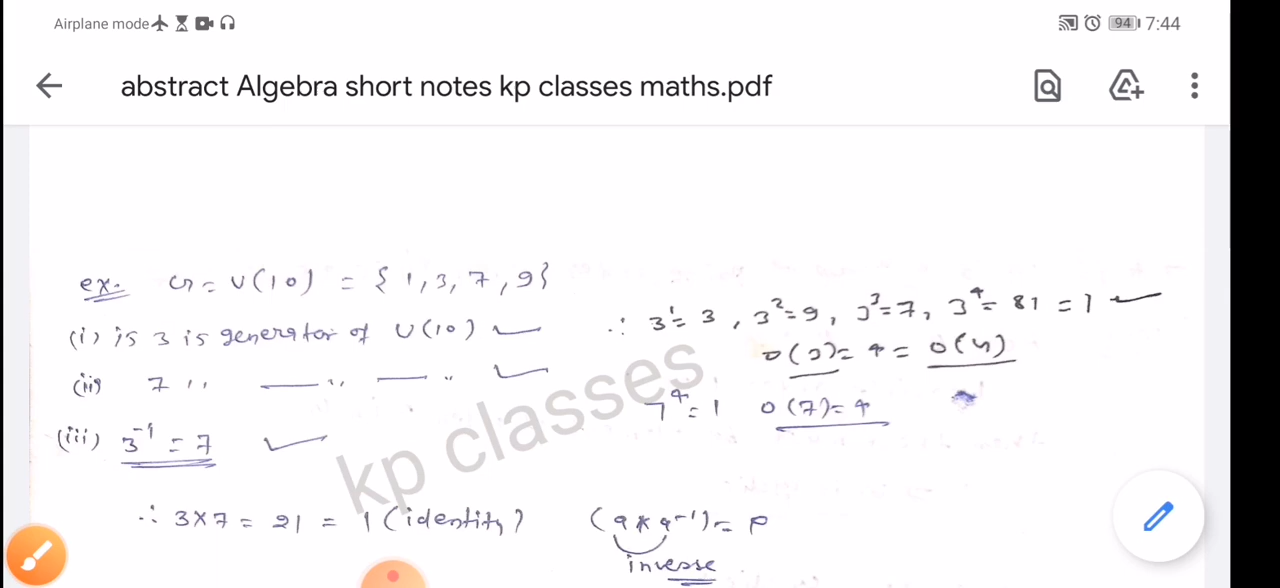 Airplane mode 94 7:44
abstract Algebra short notes kp classes maths.pdf
ex. G = U(10) = { 1, 3, 7, 9}
(i) is 3 is generator of U(10) ✓
∴ 3¹ = 3, 3² = 9, 3³ = 7, 3⁴ = 81 = 1
o(3) = 4 = o(G)
(ii) 7 ,, —— ,, —— ,, ✓
7⁴ = 1 o(7) = 4
(iii) 3⁻¹ = 7 ✓
kp classes
∴ 3×7 = 21 = 1 (identity) (a * a⁻¹) = e
inverse